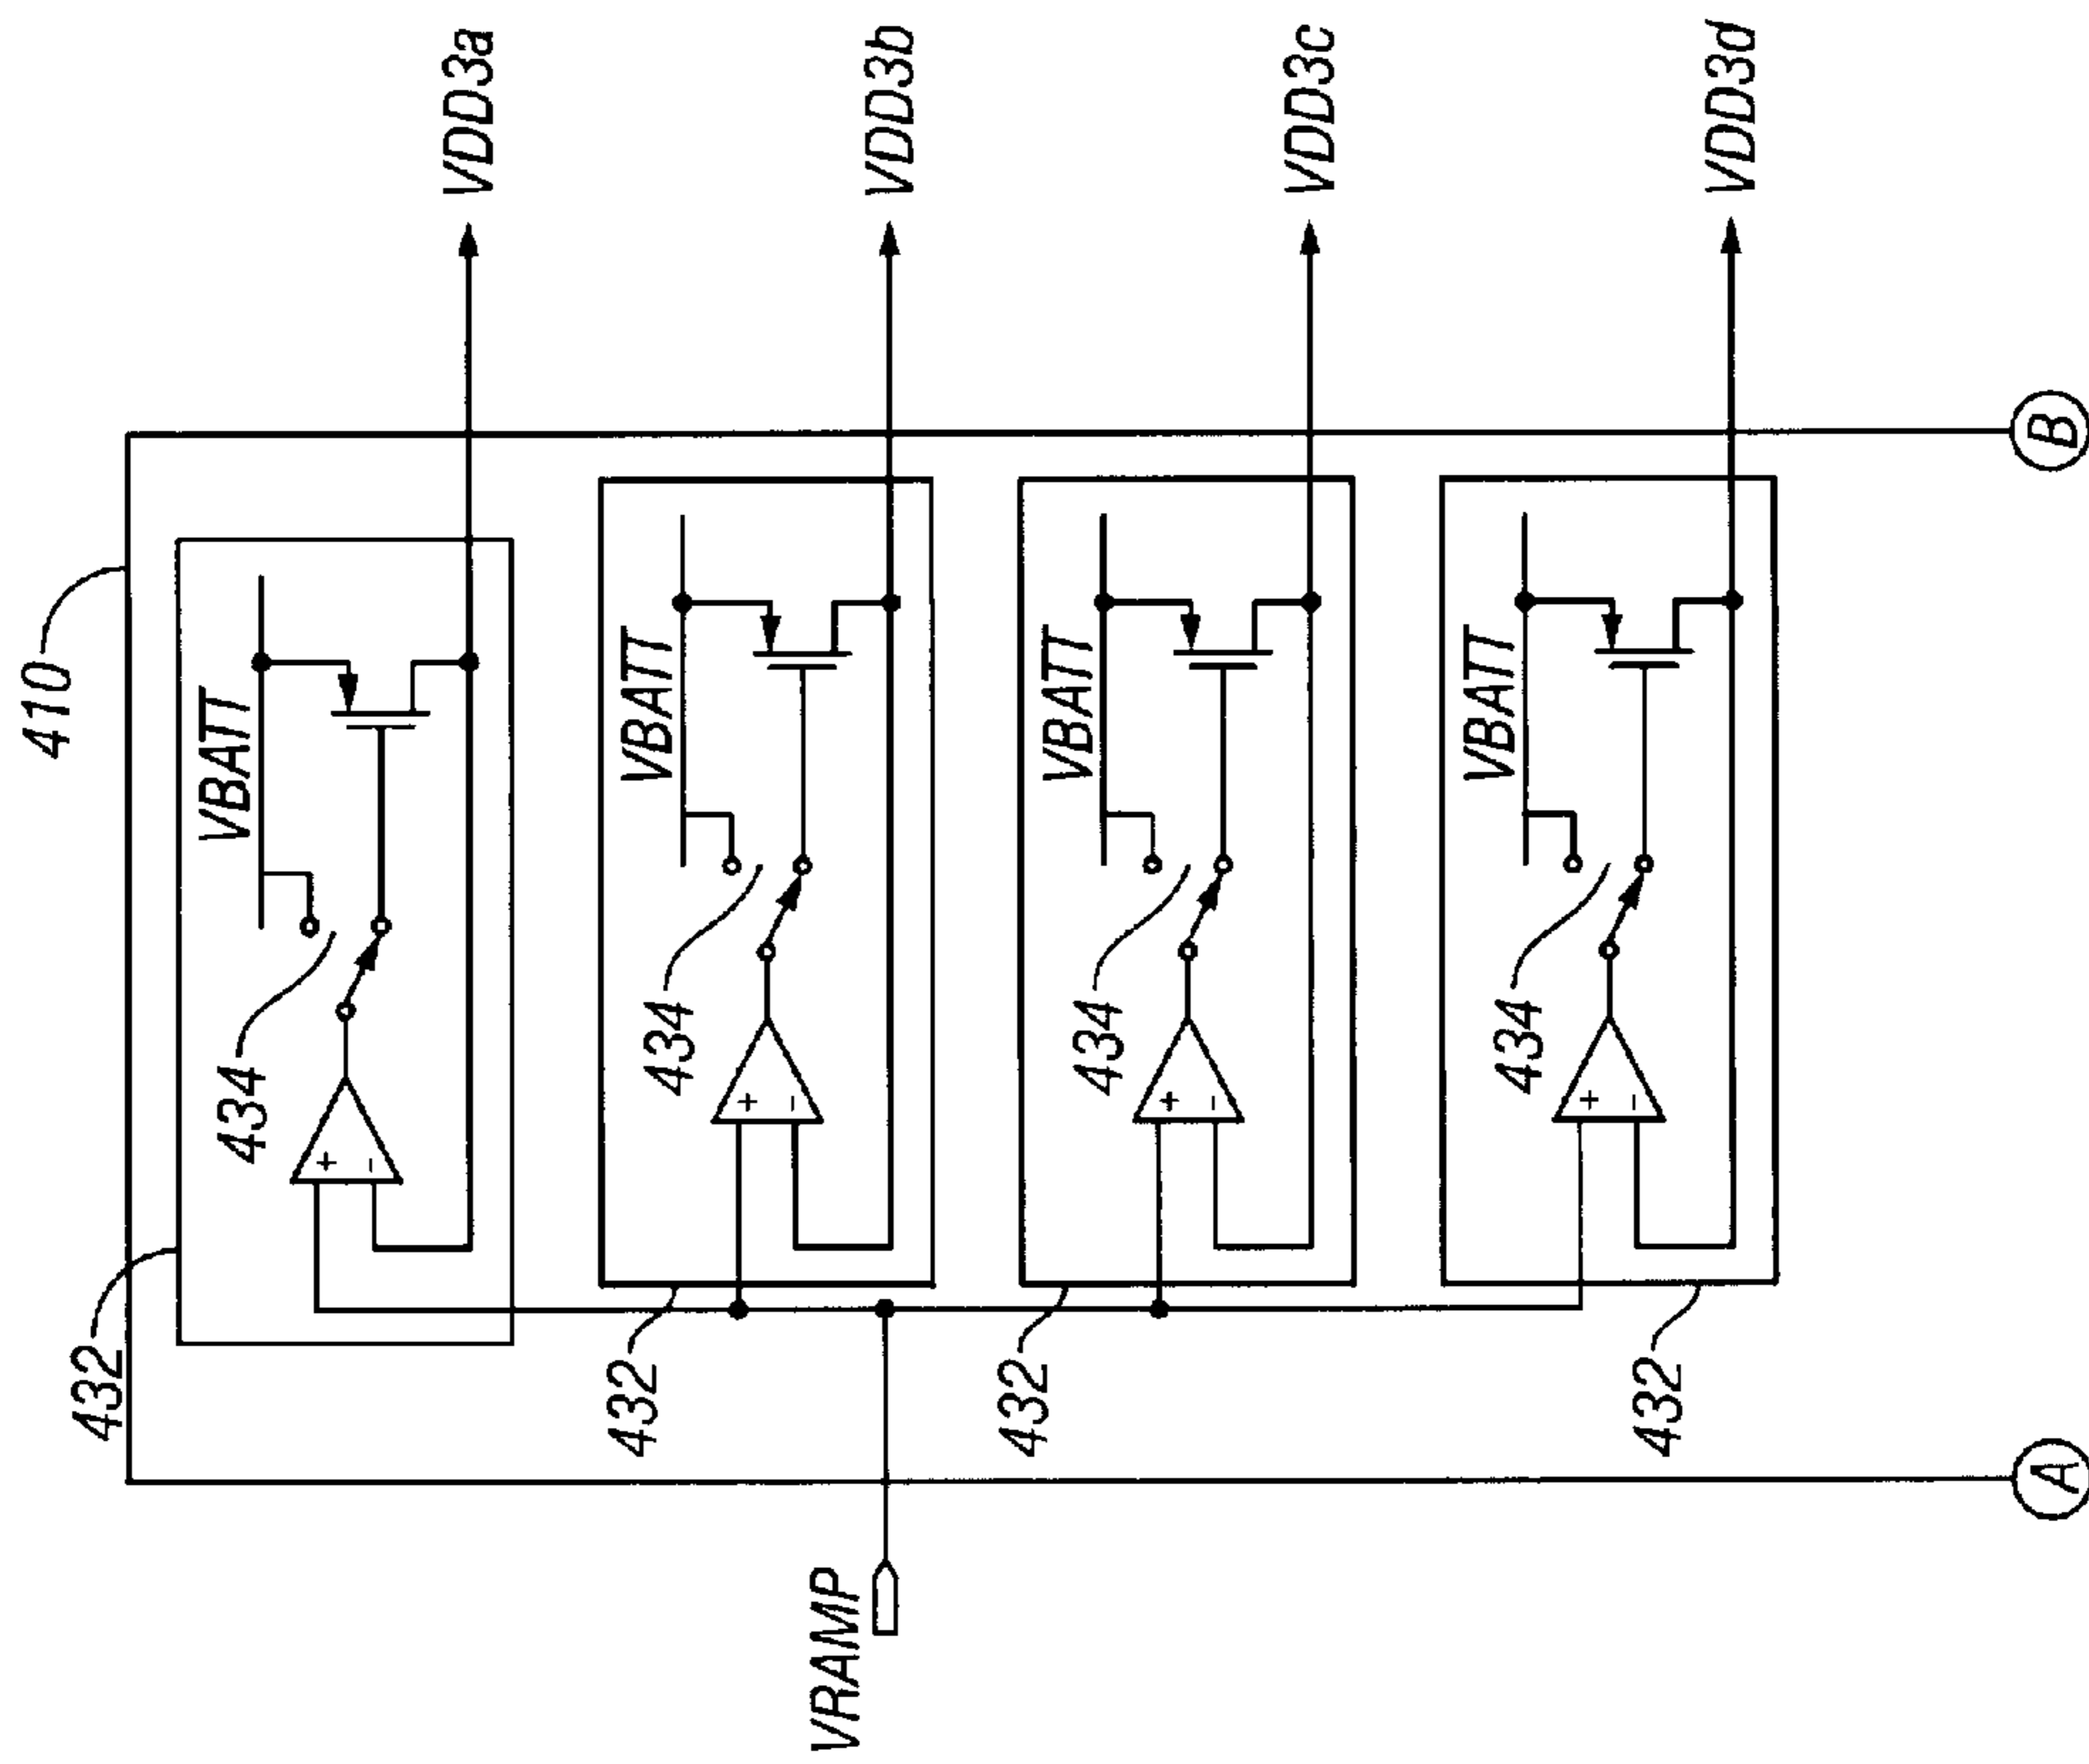 410
432
434
+
-
VBATT
VDD3a
432
434
+
-
VBATT
VDD3b
VRAMP
432
434
+
-
VBATT
VDD3c
432
434
+
-
VBATT
VDD3d
A
B